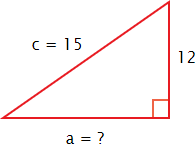 c = 15
12
a = ?